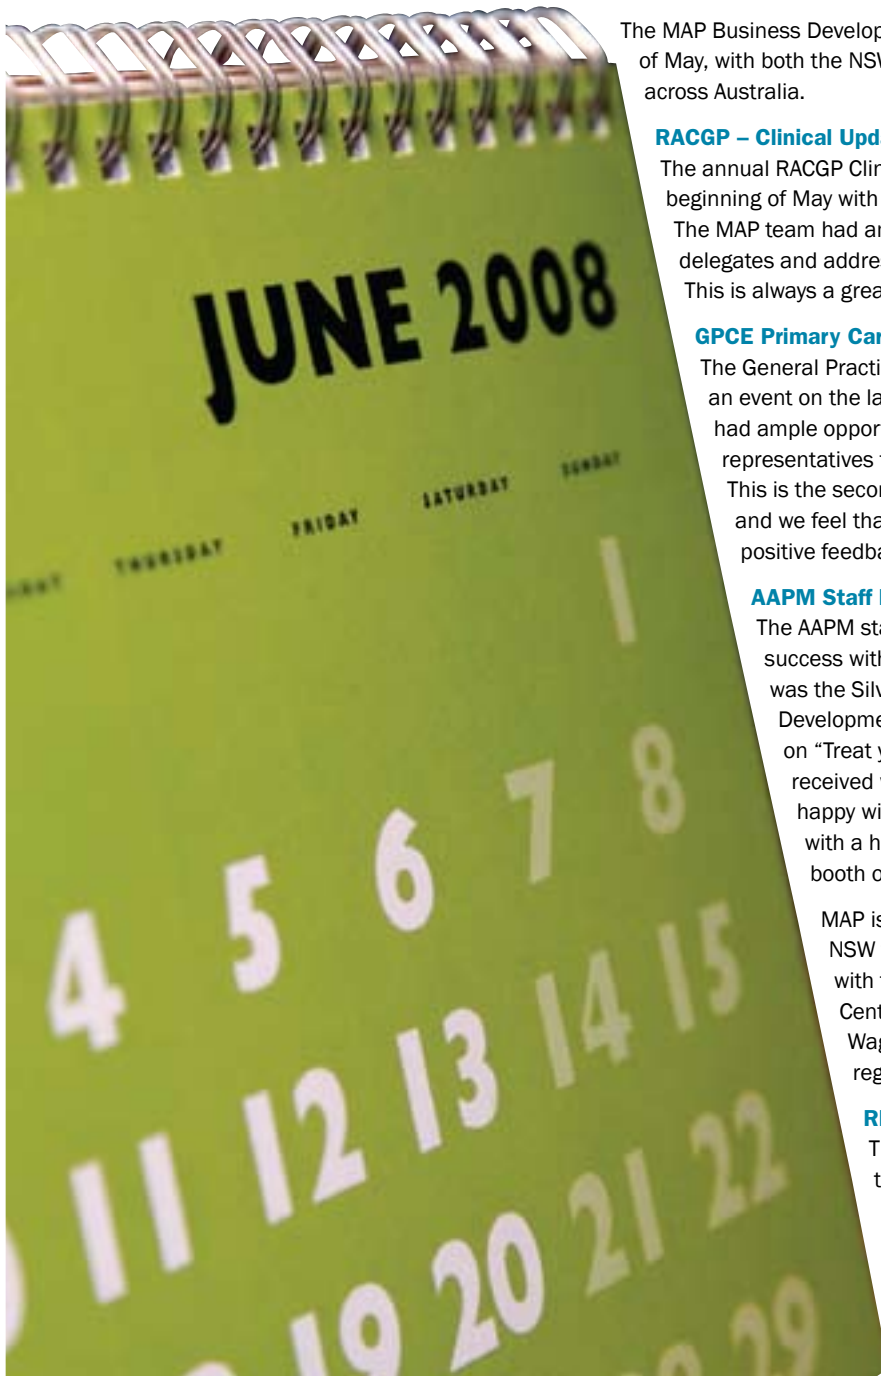 JUNE 2008
THURSDAY FRIDAY SATURDAY SUNDAY
1
4 5 6 7 8
11 12 13 14 15
19 20 21 22
29
The MAP Business Develop
of May, with both the NSW
across Australia.
RACGP – Clinical Upda
The annual RACGP Clin
beginning of May with
The MAP team had an
delegates and addre
This is always a grea
GPCE Primary Car
The General Practi
an event on the la
had ample oppor
representatives
This is the secon
and we feel tha
positive feedba
AAPM Staff
The AAPM sta
success with
was the Silv
Developme
on “Treat y
received
happy wi
with a h
booth o
MAP is
NSW
with
Cent
Wag
reg
T
t